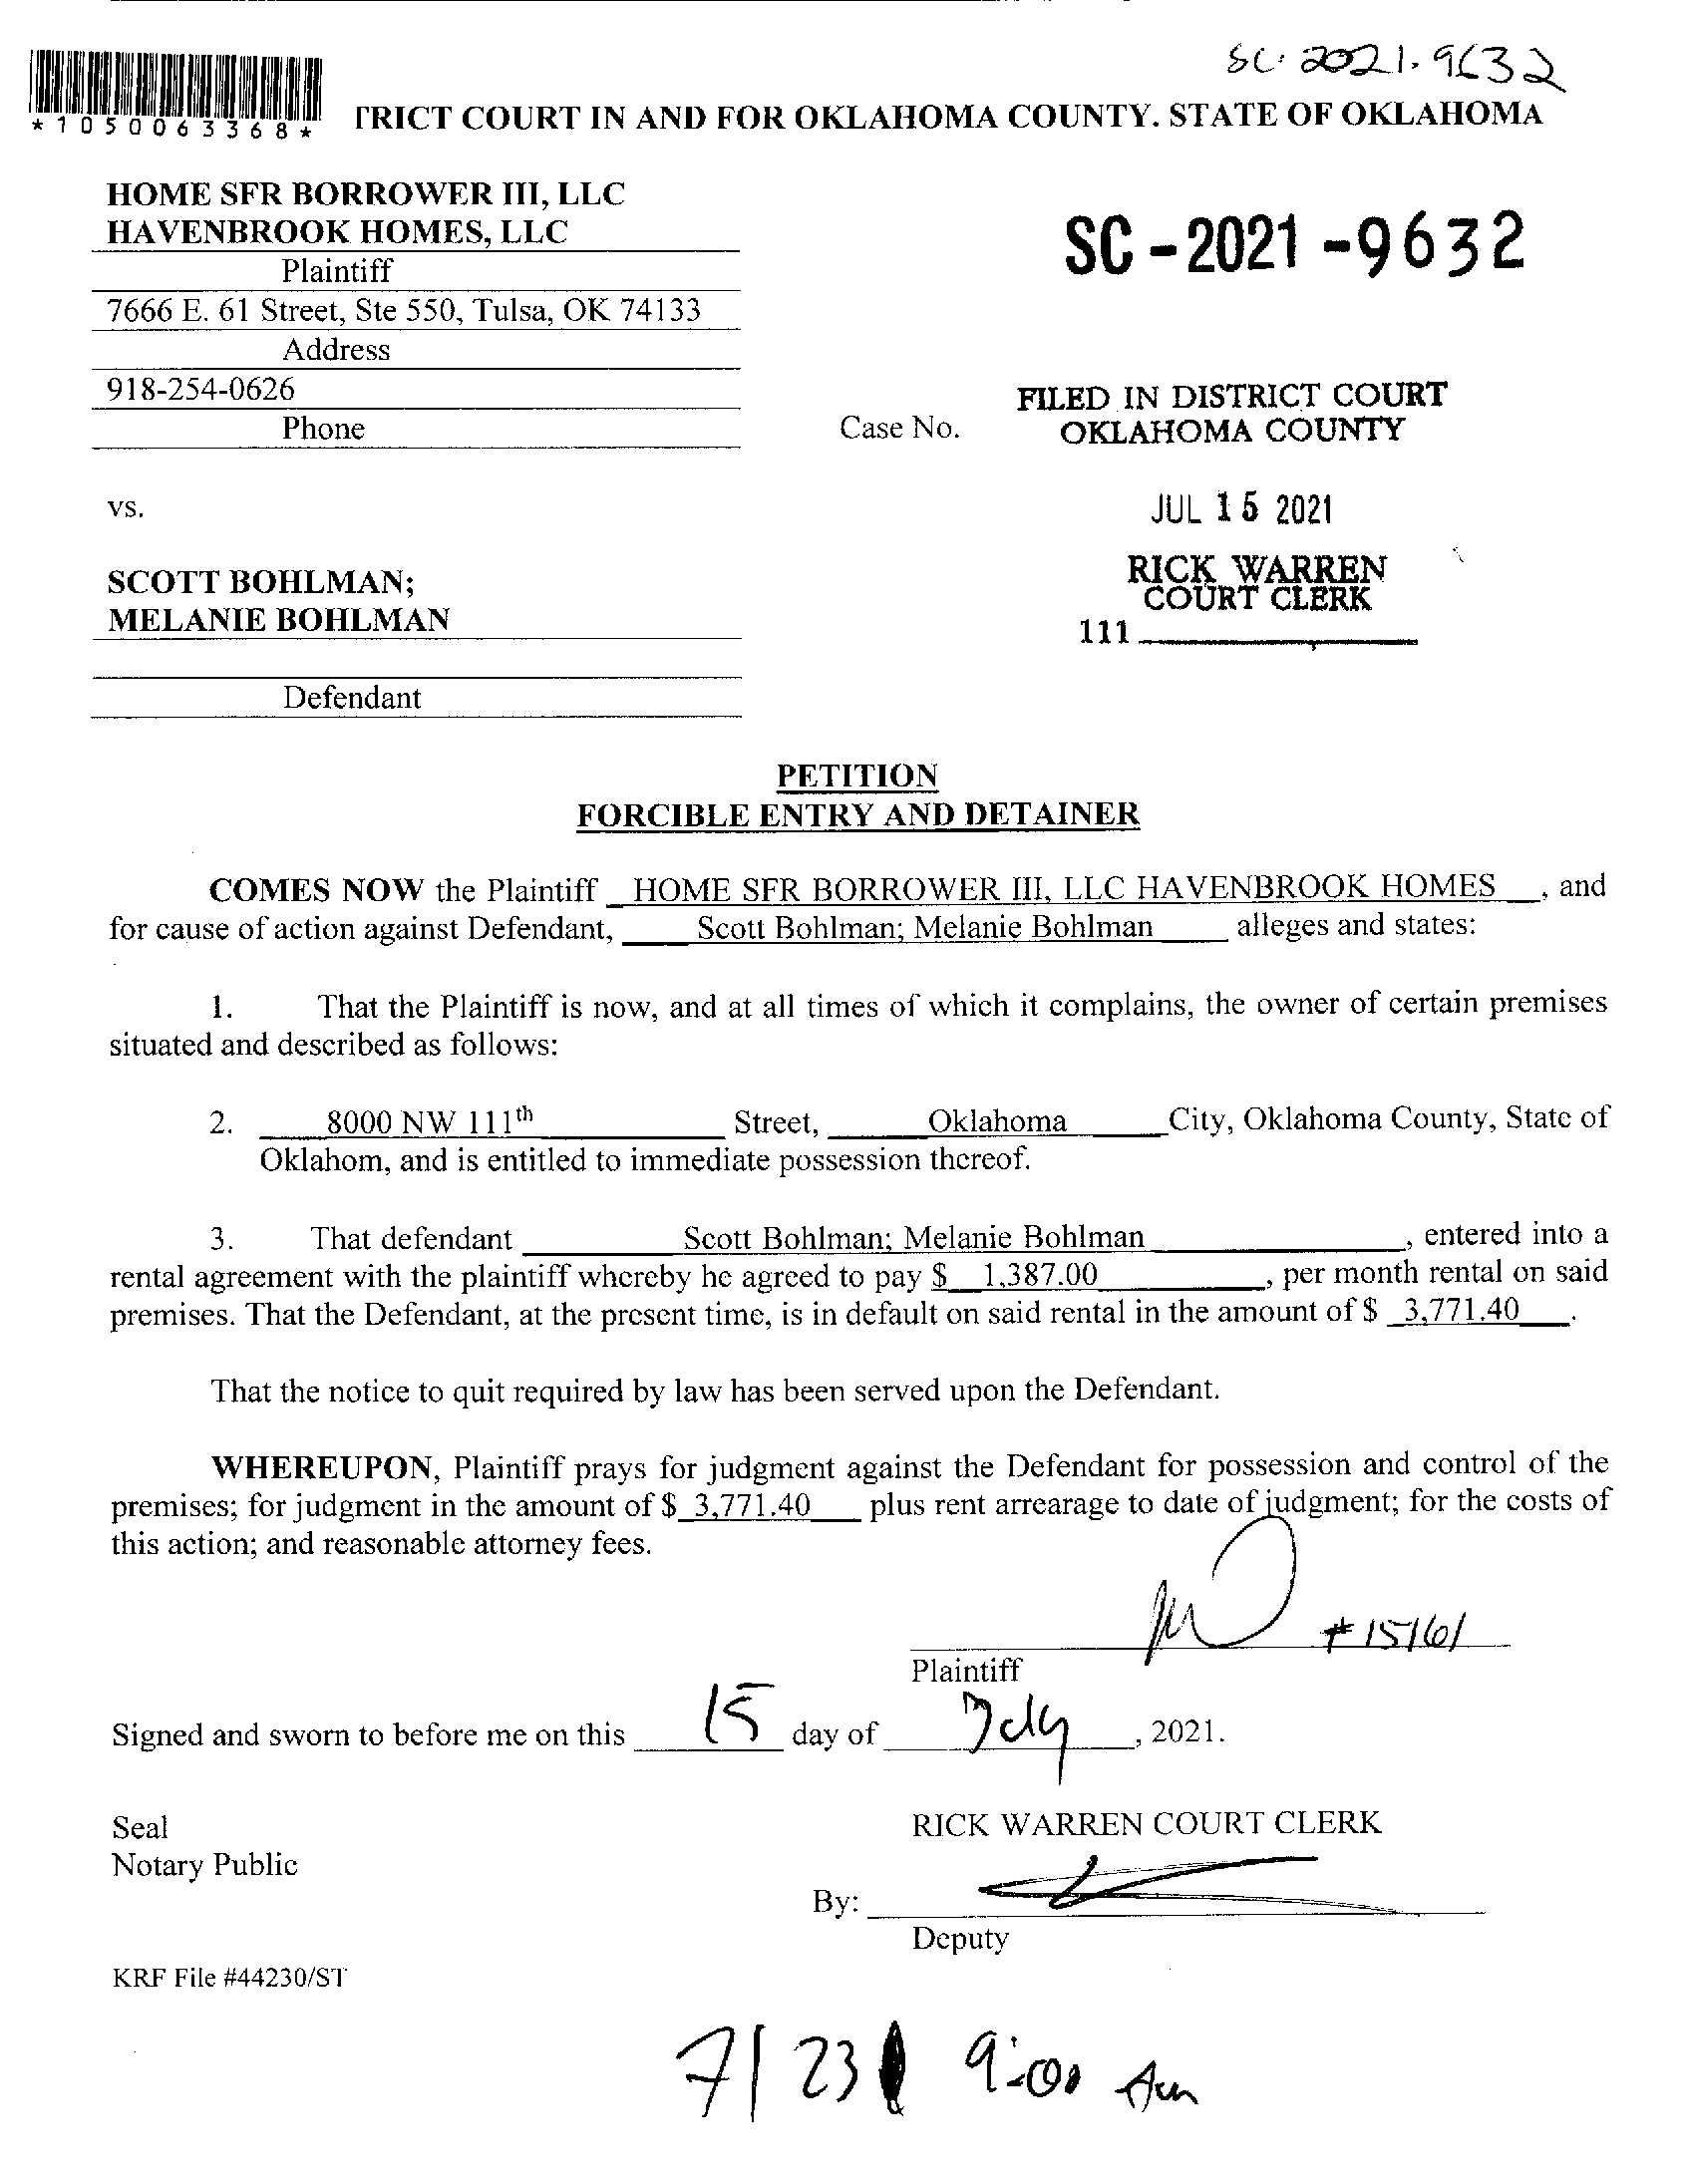 SC-2021-9632
*1050063368*
TRICT COURT IN AND FOR OKLAHOMA COUNTY. STATE OF OKLAHOMA
HOME SFR BORROWER III, LLC
HAVENBROOK HOMES, LLC
Plaintiff
7666 E. 61 Street, Ste 550, Tulsa, OK 74133
Address
918-254-0626
Phone
SC-2021-9632
Case No.
FILED IN DISTRICT COURT
OKLAHOMA COUNTY
JUL 15 2021
RICK WARREN
COURT CLERK
111
vs.
SCOTT BOHLMAN;
MELANIE BOHLMAN
Defendant
PETITION
FORCIBLE ENTRY AND DETAINER
COMES NOW the Plaintiff HOME SFR BORROWER III, LLC HAVENBROOK HOMES , and
for cause of action against Defendant, Scott Bohlman; Melanie Bohlman alleges and states:
1. That the Plaintiff is now, and at all times of which it complains, the owner of certain premises
situated and described as follows:
2. 8000 NW 111th Street, Oklahoma City, Oklahoma County, State of
Oklahom, and is entitled to immediate possession thereof.
3. That defendant Scott Bohlman; Melanie Bohlman , entered into a
rental agreement with the plaintiff whereby he agreed to pay $ 1,387.00 , per month rental on said
premises. That the Defendant, at the present time, is in default on said rental in the amount of $ 3,771.40 .
That the notice to quit required by law has been served upon the Defendant.
WHEREUPON, Plaintiff prays for judgment against the Defendant for possession and control of the
premises; for judgment in the amount of $ 3,771.40 plus rent arrearage to date of judgment; for the costs of
this action; and reasonable attorney fees.
#15161
Plaintiff
Signed and sworn to before me on this 15 day of July , 2021.
Seal
Notary Public
RICK WARREN COURT CLERK
By:
Deputy
KRF File #44230/ST
7/23 9:00 Am